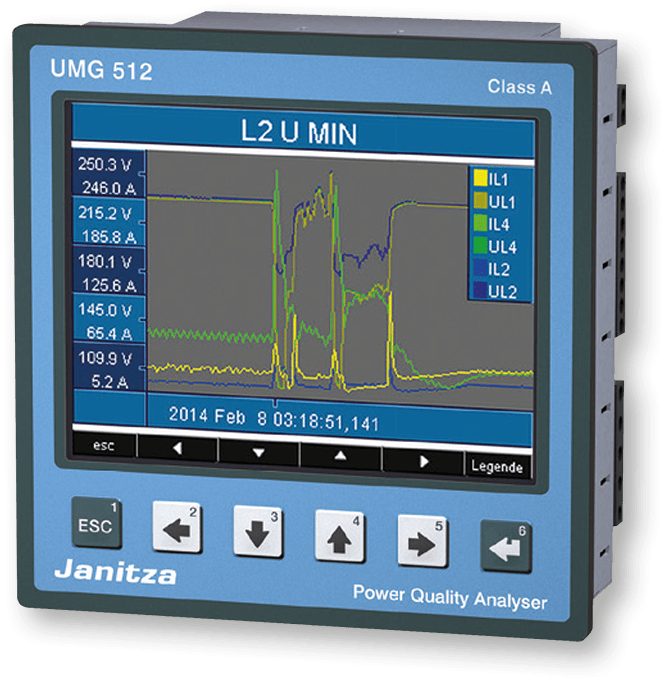 UMG 512
Class A
L2 U MIN
250.3 V
246.0 A
215.2 V
185.8 A
180.1 V
125.6 A
145.0 V
65.4 A
109.9 V
5.2 A
IL1
UL1
IL4
UL4
IL2
UL2
2014 Feb 8 03:18:51,141
esc
Legende
ESC 1
2
3
4
5
6
Janitza
Power Quality Analyser